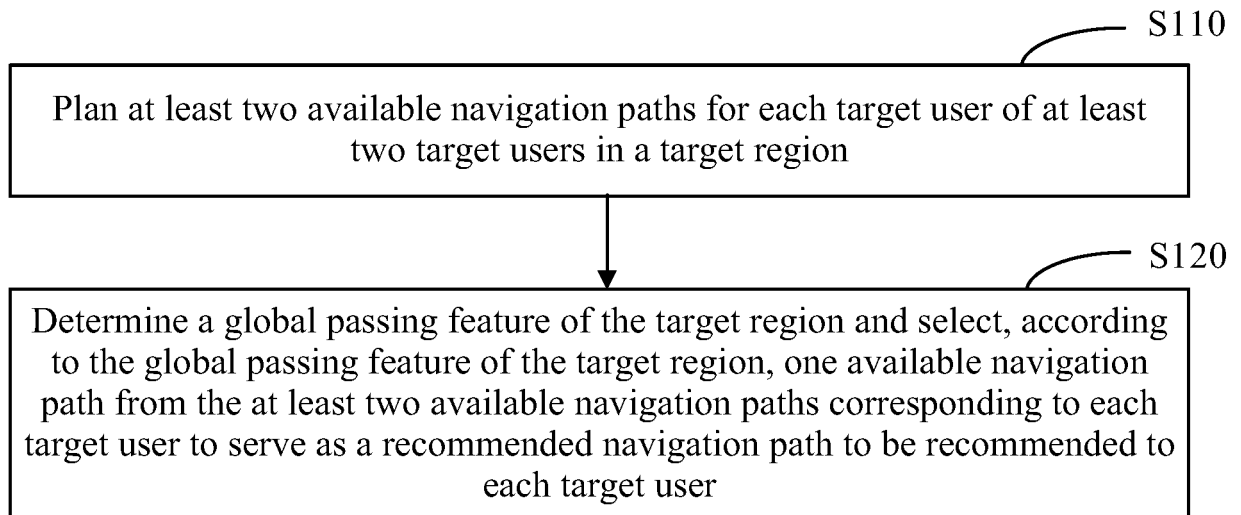 S110
Plan at least two available navigation paths for each target user of at least
two target users in a target region
S120
Determine a global passing feature of the target region and select, according
to the global passing feature of the target region, one available navigation
path from the at least two available navigation paths corresponding to each
target user to serve as a recommended navigation path to be recommended to
each target user